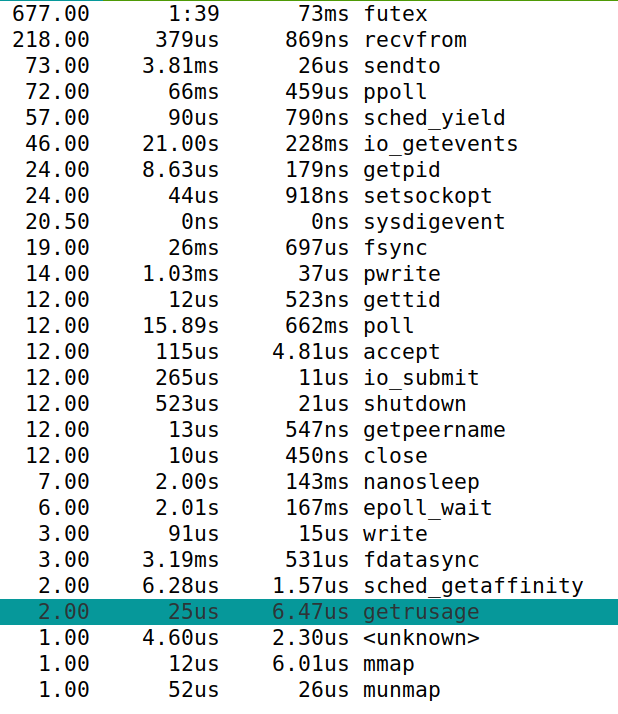 677.00 1:39 73ms futex
218.00 379us 869ns recvfrom
73.00 3.81ms 26us sendto
72.00 66ms 459us ppoll
57.00 90us 790ns sched_yield
46.00 21.00s 228ms io_getevents
24.00 8.63us 179ns getpid
24.00 44us 918ns setsockopt
20.50 0ns 0ns sysdigevent
19.00 26ms 697us fsync
14.00 1.03ms 37us pwrite
12.00 12us 523ns gettid
12.00 15.89s 662ms poll
12.00 115us 4.81us accept
12.00 265us 11us io_submit
12.00 523us 21us shutdown
12.00 13us 547ns getpeername
12.00 10us 450ns close
7.00 2.00s 143ms nanosleep
6.00 2.01s 167ms epoll_wait
3.00 91us 15us write
3.00 3.19ms 531us fdatasync
2.00 6.28us 1.57us sched_getaffinity
2.00 25us 6.47us getrusage
1.00 4.60us 2.30us <unknown>
1.00 12us 6.01us mmap
1.00 52us 26us munmap